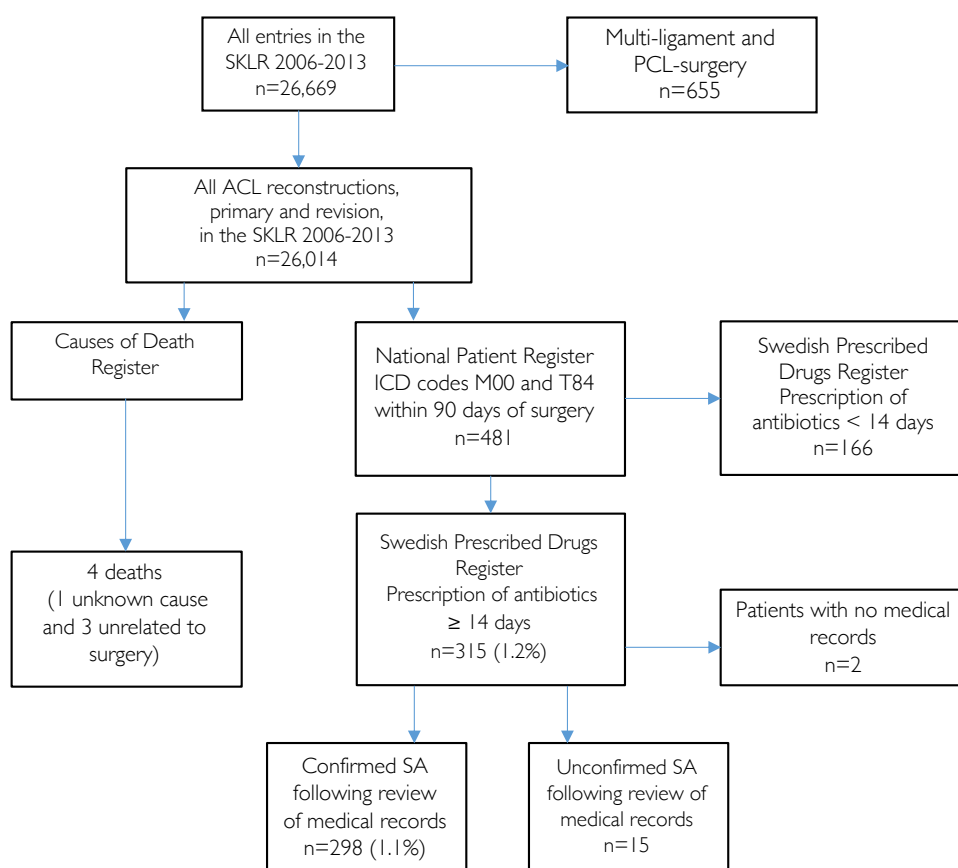 All entries in the
SKLR 2006-2013
n=26,669
Multi-ligament and
PCL-surgery
n=655
All ACL reconstructions,
primary and revision,
in the SKLR 2006-2013
n=26,014
Causes of Death
Register
National Patient Register
ICD codes M00 and T84
within 90 days of surgery
n=481
Swedish Prescribed
Drugs Register
Prescription of
antibiotics < 14 days
n=166
4 deaths
(1 unknown cause
and 3 unrelated to
surgery)
Swedish Prescribed Drugs
Register
Prescription of antibiotics
≥ 14 days
n=315 (1.2%)
Patients with no medical
records
n=2
Confirmed SA
following review
of medical records
n=298 (1.1%)
Unconfirmed SA
following review of
medical records
n=15